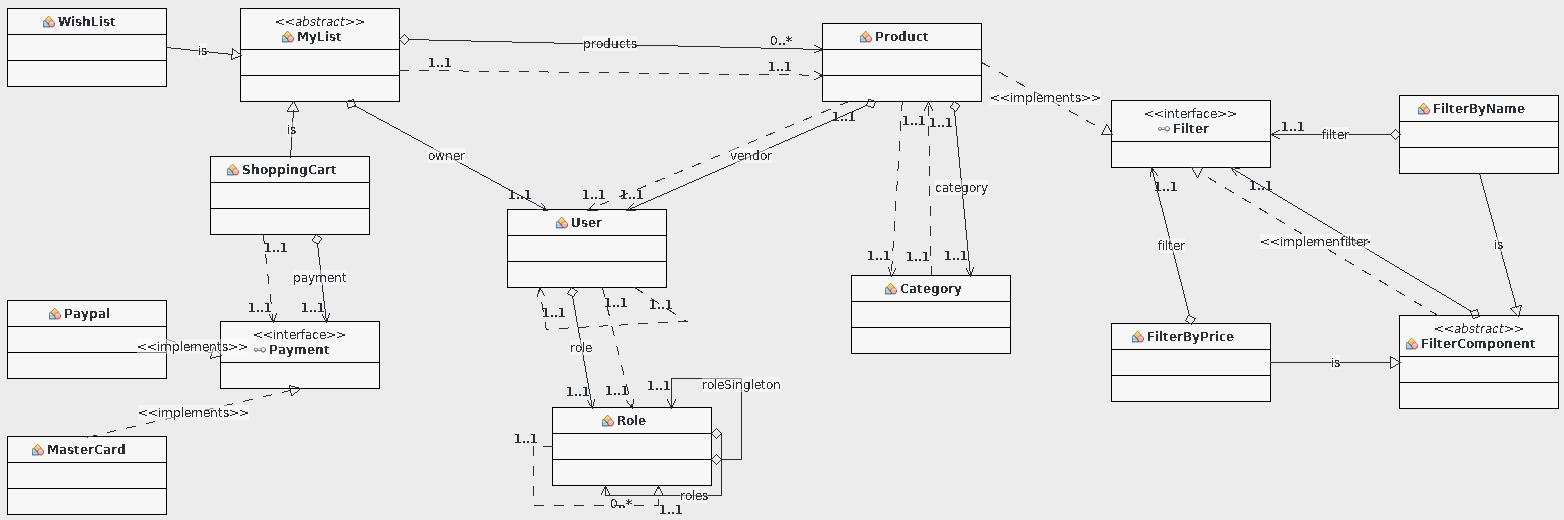 WishList
<<abstract>>
MyList
Product
is
products
0..*
1..1
1..1
<<implements>>
<<interface>>
Filter
FilterByName
1..1
filter
is
ShoppingCart
owner
vendor
1..1
1..1
1..1
category
1..1
1..1
1..1
1..1
1..1
User
1..1
payment
1..1
1..1
filter
<<implementfilter
is
1..1
1..1
1..1
Category
Paypal
<<implements>>
<<interface>>
Payment
1..1
1..1
1..1
role
FilterByPrice
is
<<abstract>>
FilterComponent
<<implements>>
1..1
1..1
1..1
roleSingleton
MasterCard
Role
1..1
roles
0..*
1..1